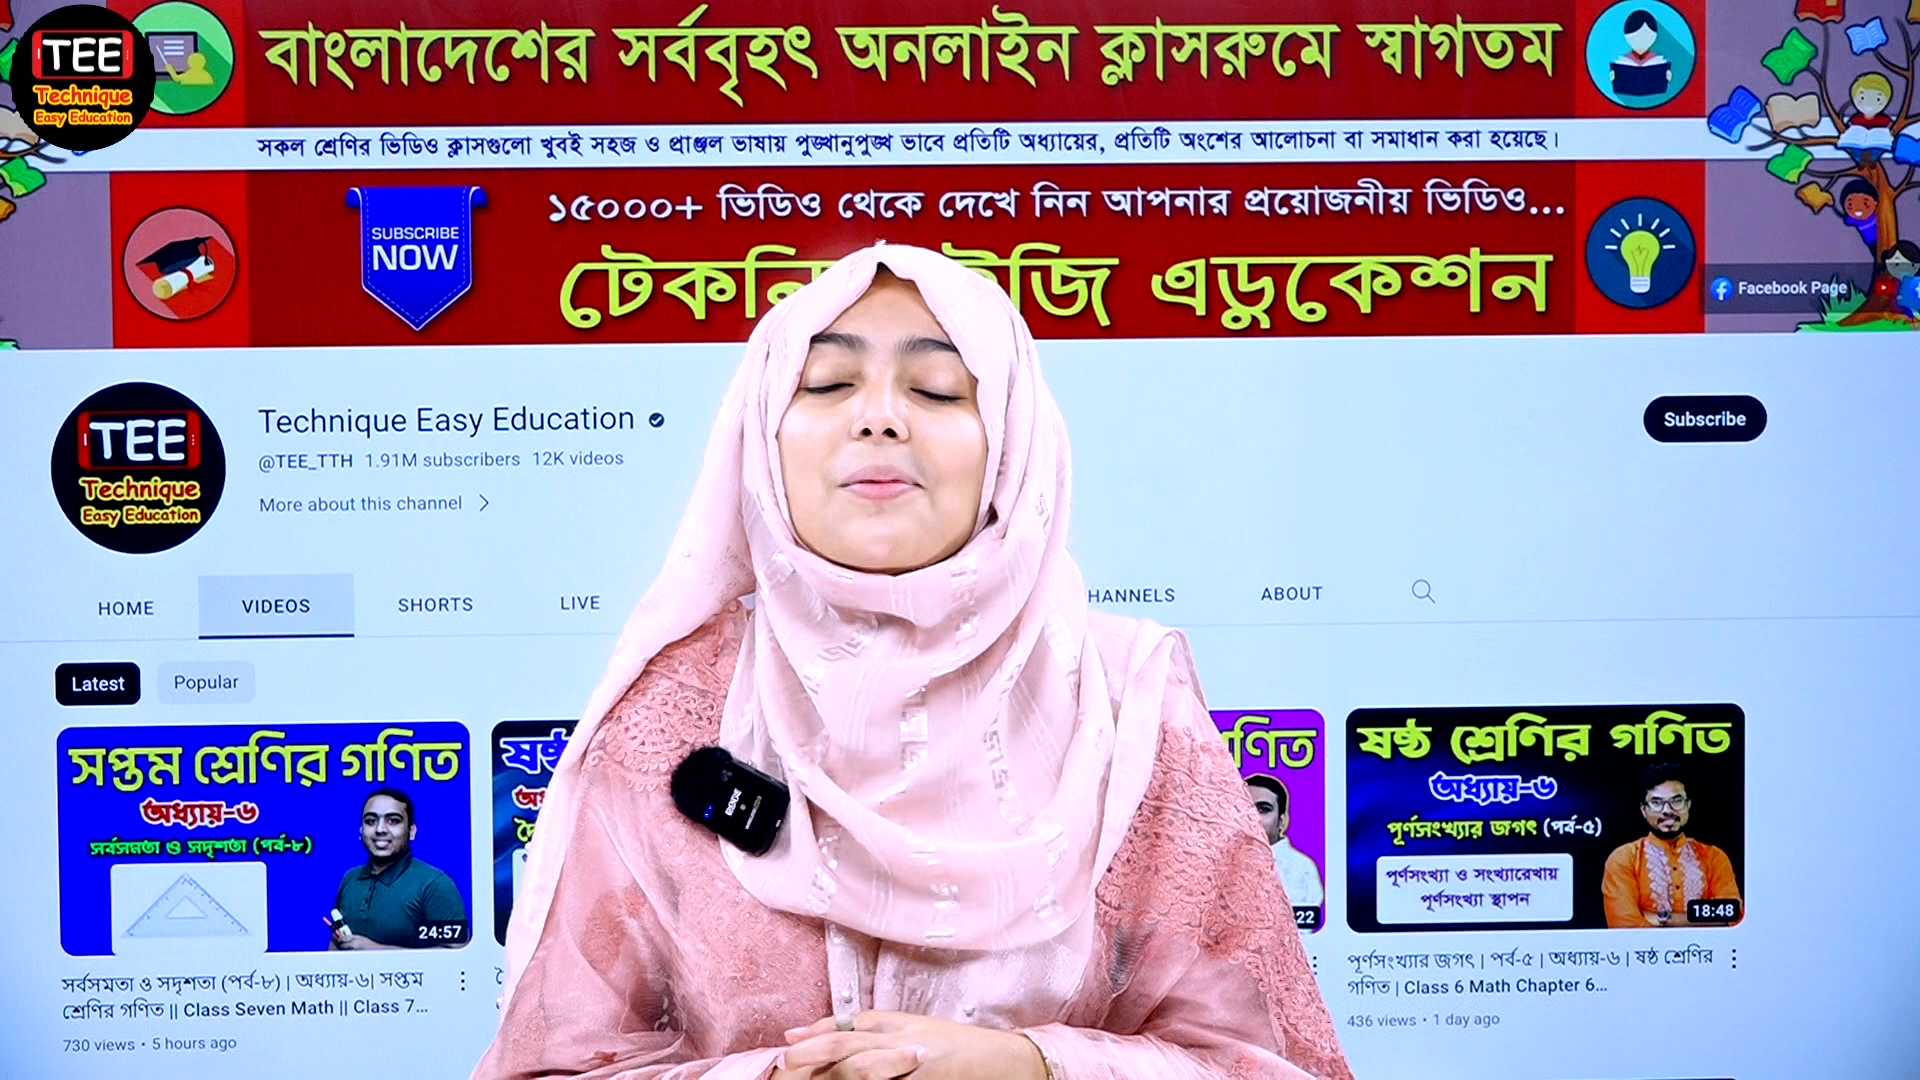 TEE
Technique
Easy Education
বাংলাদেশের সর্ববৃহৎ অনলাইন ক্লাসরুমে স্বাগতম
সকল শ্রেণির ভিডিও ক্লাসগুলো খুবই সহজ ও প্রাঞ্জল ভাষায় পুঙ্খানুপুঙ্খ ভাবে প্রতিটি অধ্যায়ের, প্রতিটি অংশের আলোচনা বা সমাধান করা হয়েছে।
SUBSCRIBE
NOW
১৫০০০+ ভিডিও থেকে দেখে নিন আপনার প্রয়োজনীয় ভিডিও...
এডুকেশন
Facebook Page
TEE
Technique
Easy Education
Technique Easy Education
@TEE_TTH 1.91M subscribers 12K videos
More about this channel
Subscribe
HOME VIDEOS SHORTS LIVE ABOUT
Latest Popular
সপ্তম শ্রেণির গণিত
অধ্যায়-৬
সর্বসমতা ও সদৃশতা (পর্ব-৮)
24:57
সর্বসমতা ও সদৃশতা (পর্ব-৮) | অধ্যায়-৬| সপ্তম
শ্রেণির গণিত || Class Seven Math || Class 7...
730 views • 5 hours ago
ষষ্ঠ শ্রেণির গণিত
অধ্যায়-৬
পূর্ণসংখ্যার জগৎ (পর্ব-৫)
পূর্ণসংখ্যা ও সংখ্যারেখায়
পূর্ণসংখ্যা স্থাপন
18:48
পূর্ণসংখ্যার জগৎ | পর্ব-৫ | অধ্যায়-৬ | ষষ্ঠ শ্রেণির
গণিত | Class 6 Math Chapter 6...
436 views • 1 day ago